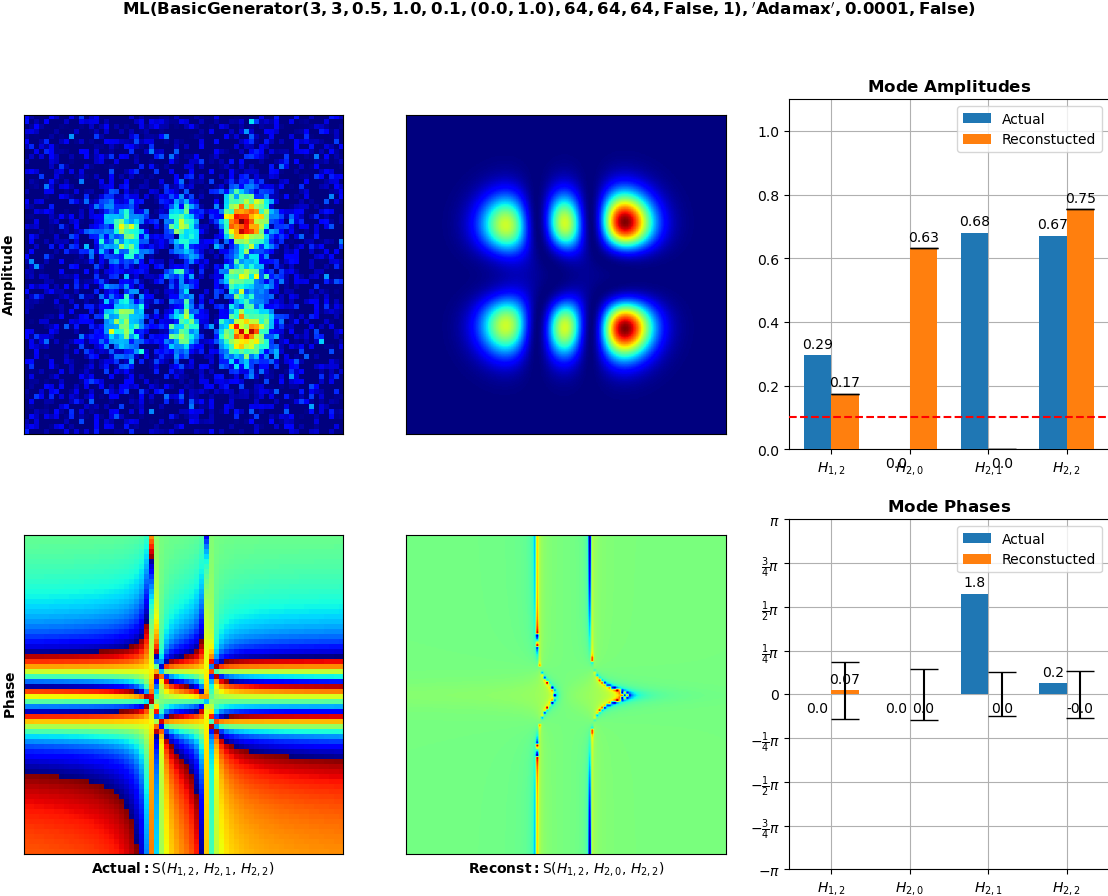 ML(BasicGenerator(3, 3, 0.5, 1.0, 0.1, (0.0, 1.0), 64, 64, 64, False, 1), 'Adamax', 0.0001, False)
Mode Amplitudes
Amplitude
Actual
Reconstucted
1.0
0.8
0.6
0.4
0.2
0.0
0.29
0.17
0.0
0.63
0.68
0.0
0.67
0.75
H1,2
H2,0
H2,1
H2,2
Mode Phases
Phase
Actual
Reconstucted
π
3/4π
1/2π
1/4π
0
−1/4π
−1/2π
−3/4π
−π
0.0
0.07
0.0
0.0
1.8
0.0
0.2
-0.0
H1,2
H2,0
H2,1
H2,2
Actual: S(H1,2, H2,1, H2,2)
Reconst: S(H1,2, H2,0, H2,2)